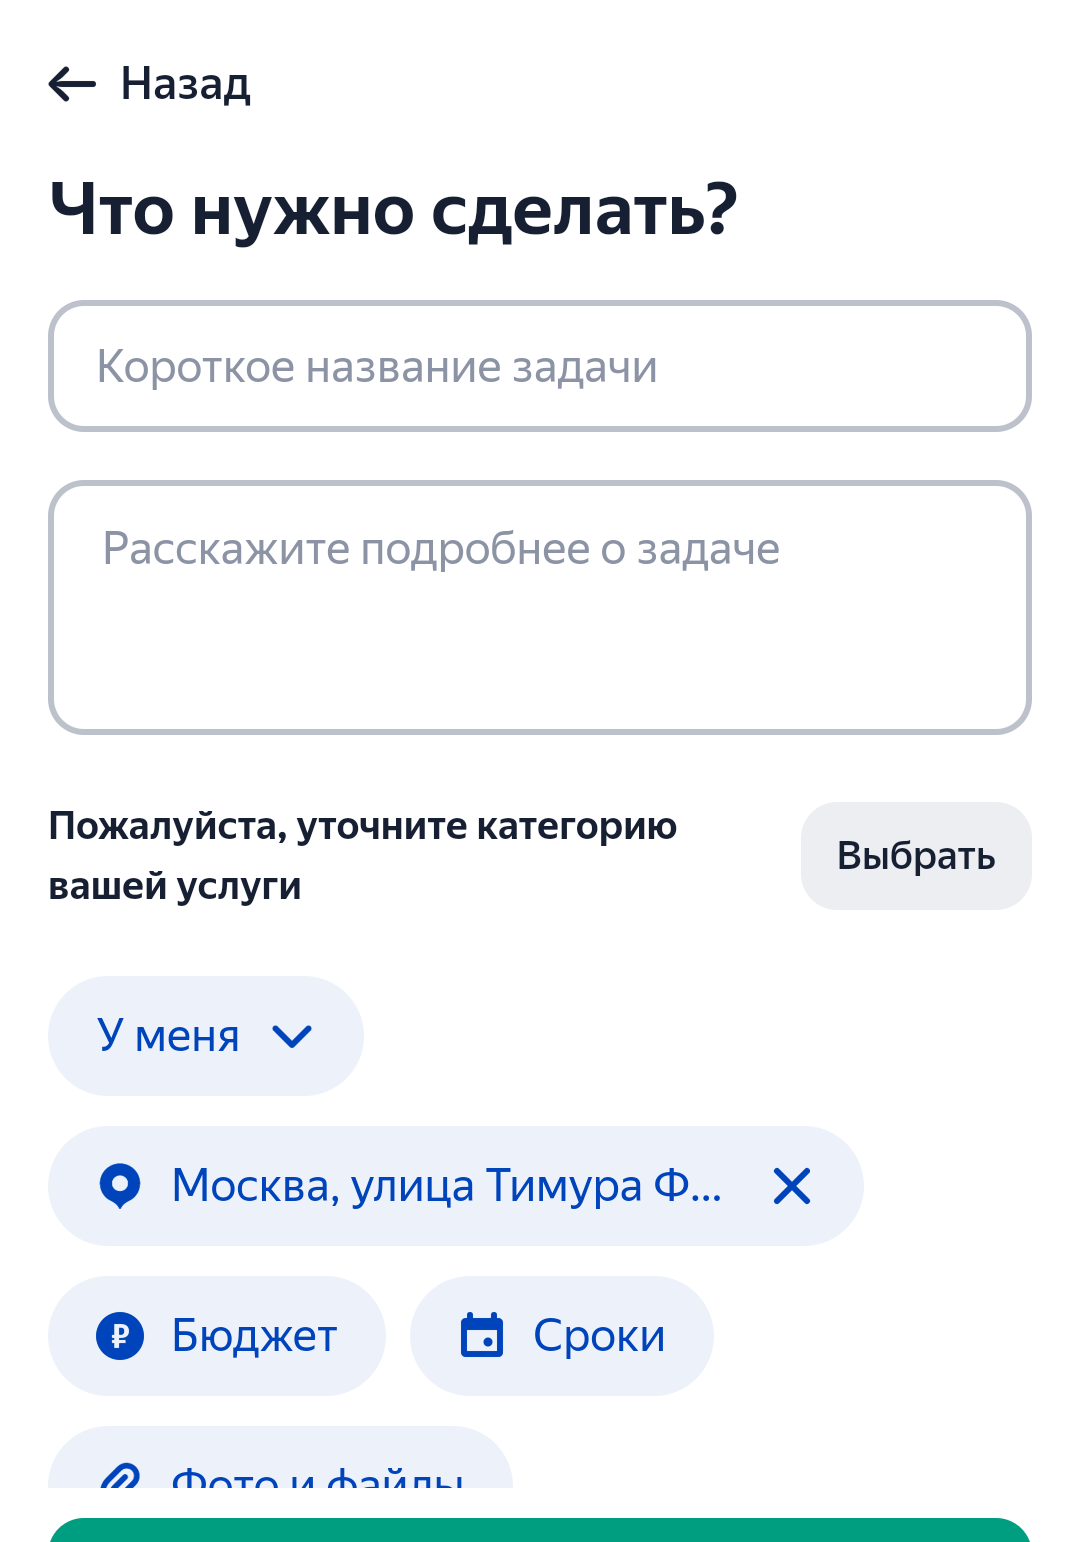 Назад
Что нужно сделать?
Короткое название задачи
Расскажите подробнее о задаче
Пожалуйста, уточните категорию
вашей услуги
Выбрать
У меня
Москва, улица Тимура Ф...
Бюджет
Сроки
Фото и файлы